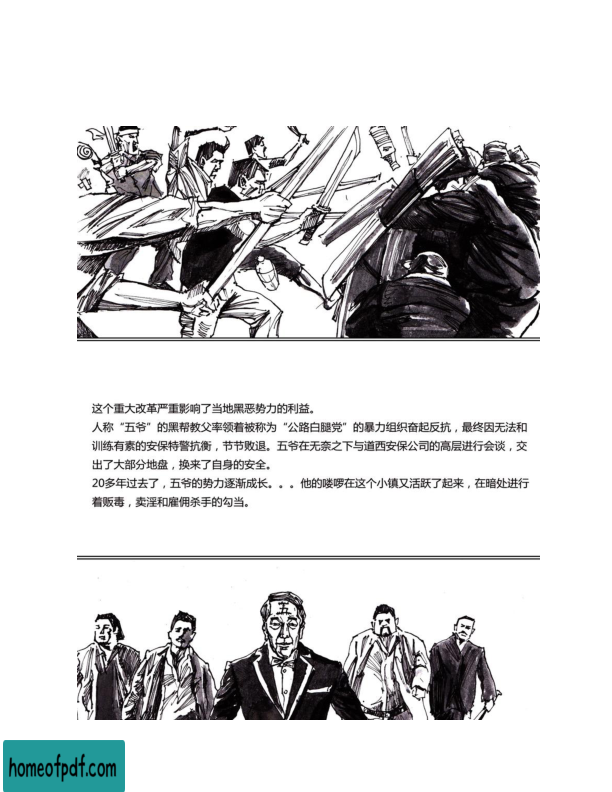 五
这个重大改革严重影响了当地黑恶势力的利益。
人称“五爷”的黑帮教父率领着被称为“公路白腿党”的暴力组织奋起反抗，最终因无法和
训练有素的安保特警抗衡，节节败退。五爷在无奈之下与道西安保公司的高层进行会谈，交
出了大部分地盘，换来了自身的安全。
20多年过去了，五爷的势力逐渐成长。。。他的喽啰在这个小镇又活跃了起来，在暗处进行
着贩毒，卖淫和雇佣杀手的勾当。
homeofpdf.com